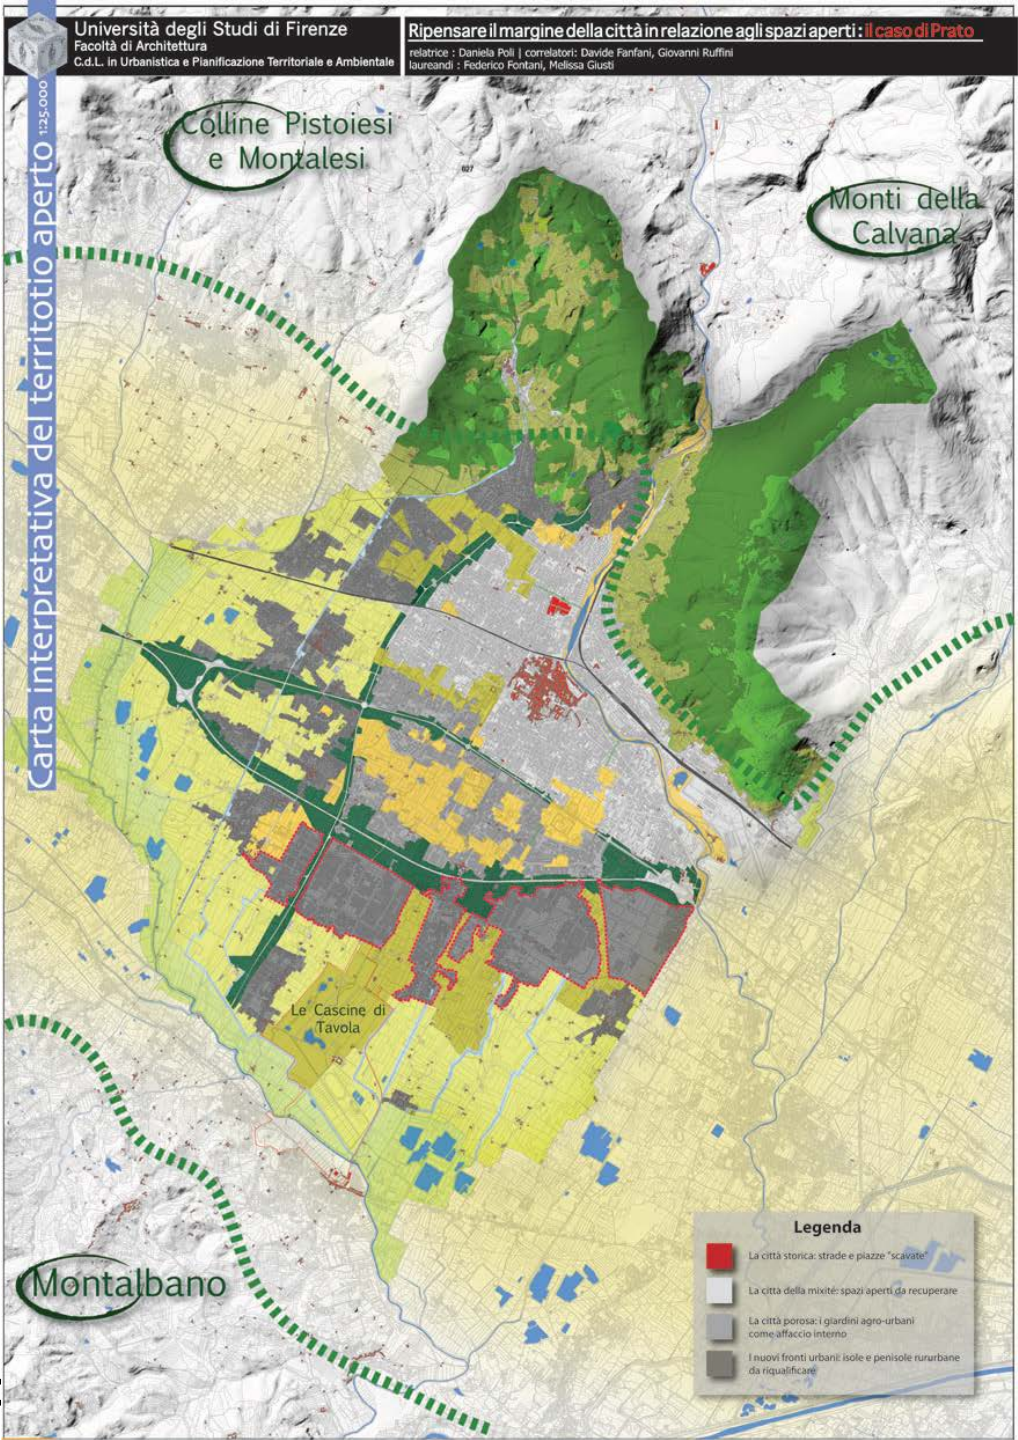 Università degli Studi di Firenze
Facoltà di Architettura
C.d.L. in Urbanistica e Pianificazione Territoriale e Ambientale
Ripensare il margine della città in relazione agli spazi aperti : il caso di Prato
relatrice : Daniela Poli | correlatori: Davide Fanfani, Giovanni Ruffini
laureandi : Federico Fontani, Melissa Giusti
Carta interpretativa del territotio aperto 1:25.000
Colline Pistoiesi
e Montalesi
Monti della
Calvana
Le Cascine di
Tavola
Montalbano
Legenda
La città storica: strade e piazze "scavate"
La città della mixité: spazi aperti da recuperare
La città porosa: i giardini agro-urbani
come affaccio interno
I nuovi fronti urbani: isole e penisole rururbane
da riqualificare